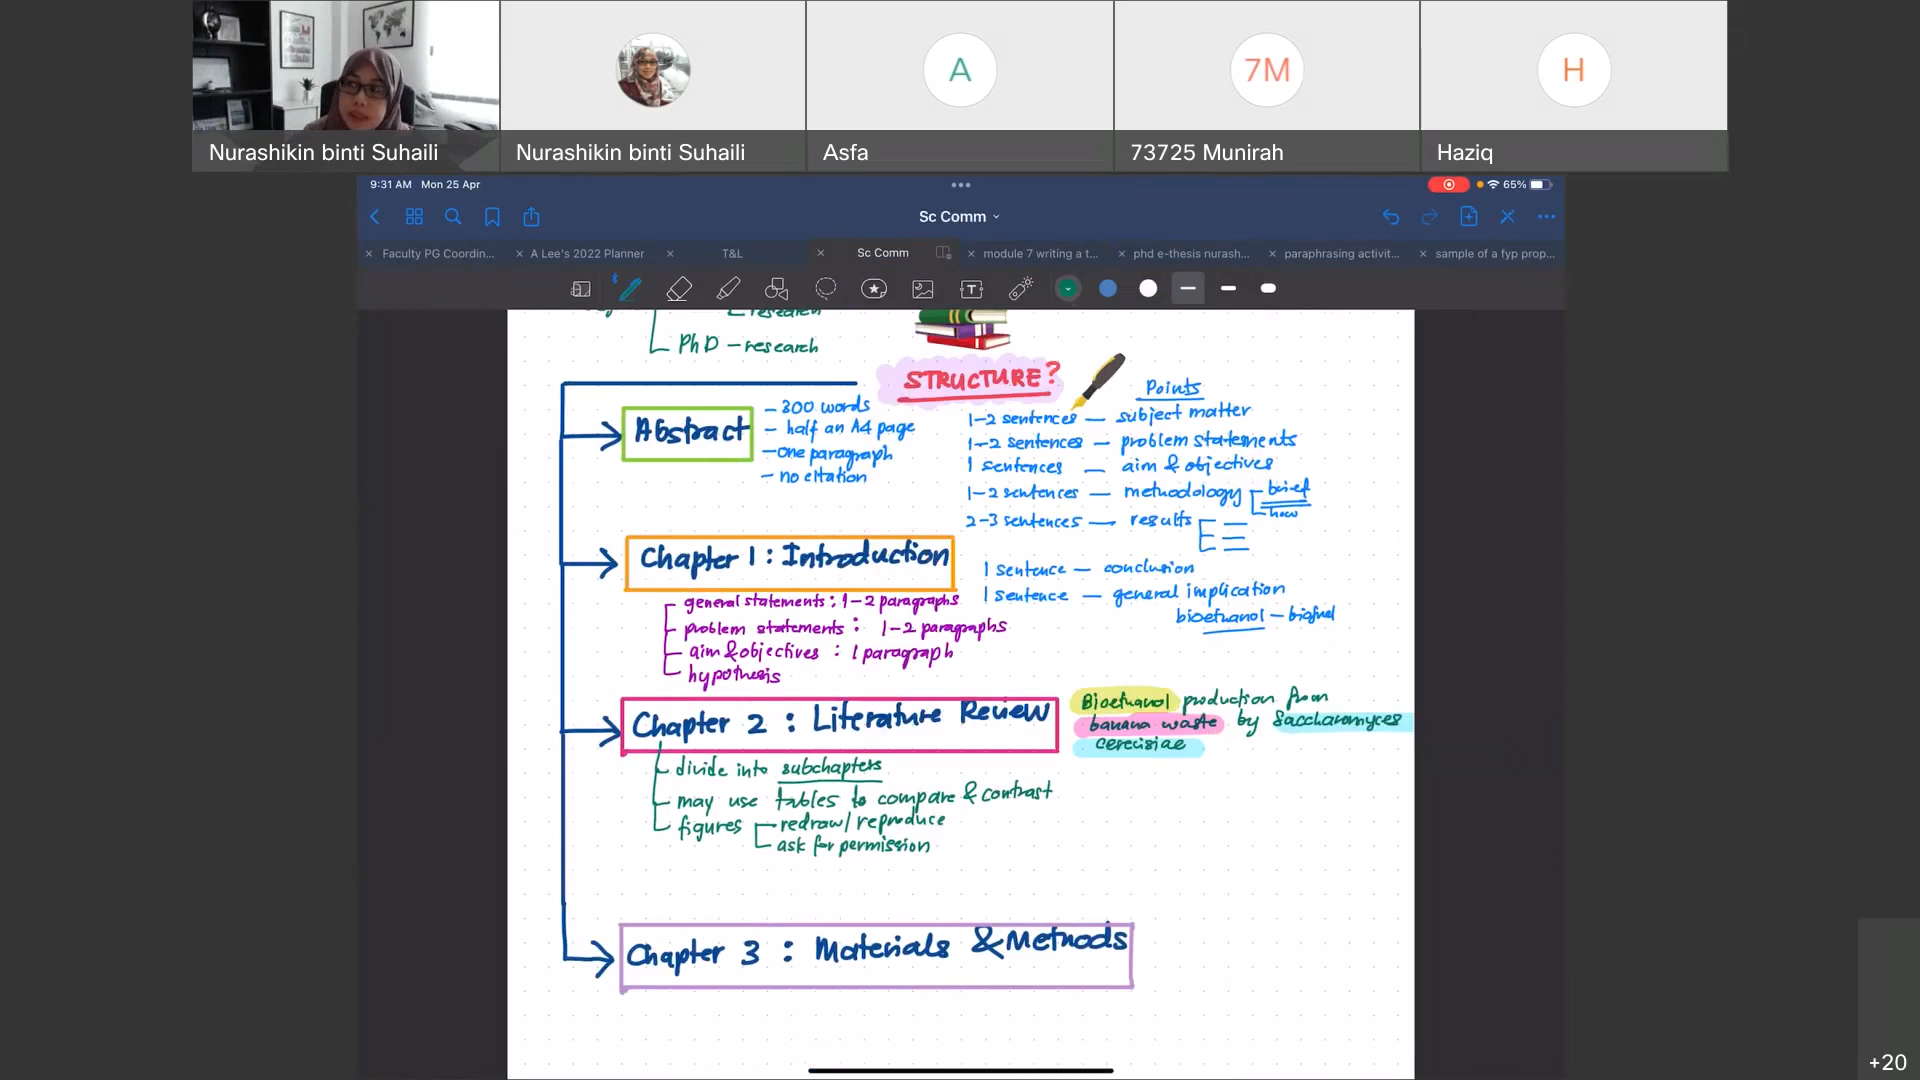 Nurashikin binti Suhaili
Nurashikin binti Suhaili
A
Asfa
7M
73725 Munirah
H
Haziq
9:31 AM Mon 25 Apr
65%
Sc Comm
Faculty PG Coordin...
A Lee's 2022 Planner
T&L
Sc Comm
module 7 writing a t...
phd e-thesis nurash...
paraphrasing activit...
sample of a fyp prop...
research
PhD – research
STRUCTURE?
Abstract
– 300 words
– half an A4 page
– one paragraph
– no citation
Points
1–2 sentences — subject matter
1–2 sentences — problem statements
1 sentences — aim & objectives
1–2 sentences — methodology brief
how
2–3 sentences — results
1 sentence — conclusion
1 sentence — general implication
bioethanol – biofuel
Chapter 1 : Introduction
general statements : 1–2 paragraphs
problem statements : 1–2 paragraphs
aim & objectives : 1 paragraph
hypothesis
Chapter 2 : Literature Review
Bioethanol production from
banana waste by Saccharomyces
cerecisiae
divide into subchapters
may use tables to compare & contrast
figures redraw/reproduce
ask for permission
Chapter 3 : Materials & Methods
+20